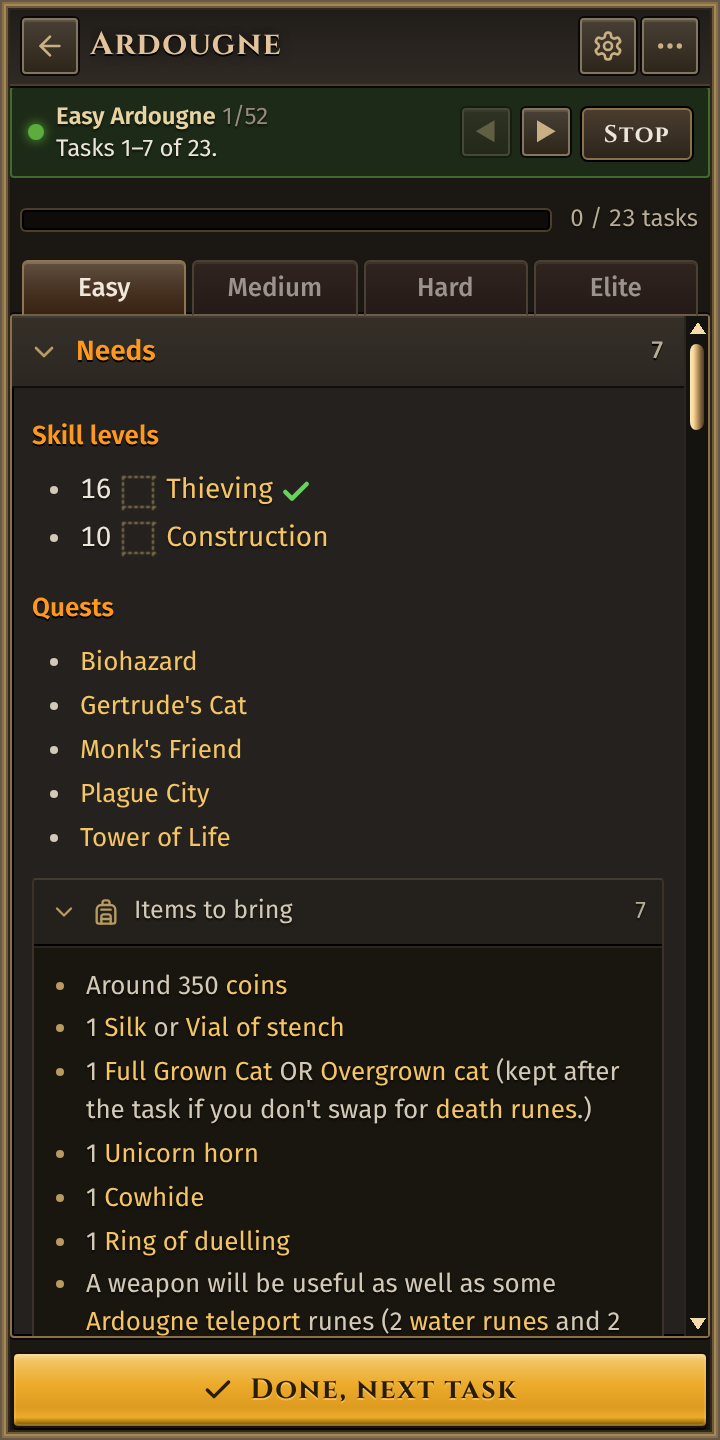 Ardougne
Easy Ardougne 1/52
Tasks 1–7 of 23.
Stop
0 / 23 tasks
Easy
Medium
Hard
Elite
Needs
7
Skill levels
16 Thieving
10 Construction
Quests
Biohazard
Gertrude's Cat
Monk's Friend
Plague City
Tower of Life
Items to bring
7
Around 350 coins
1 Silk or Vial of stench
1 Full Grown Cat OR Overgrown cat (kept after
the task if you don't swap for death runes.)
1 Unicorn horn
1 Cowhide
1 Ring of duelling
A weapon will be useful as well as some
Ardougne teleport runes (2 water runes and 2
Done, next task